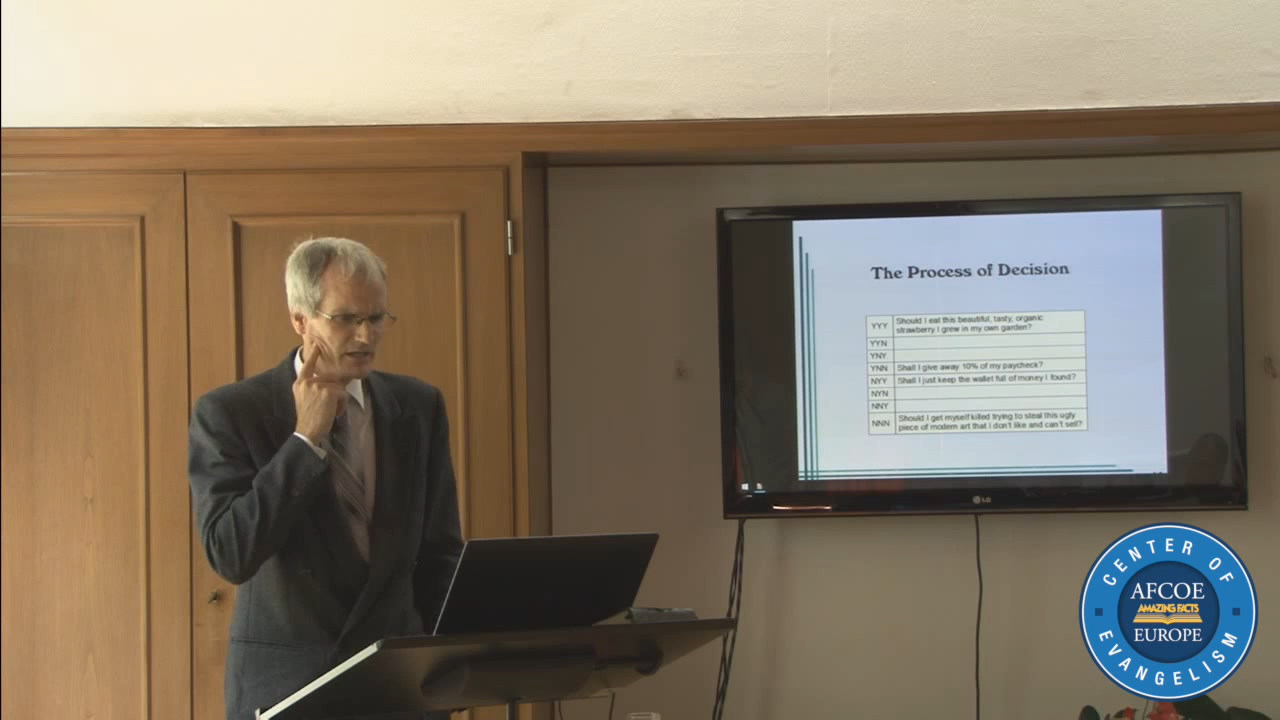 The Process of Decision
YYY Should I eat this beautiful, tasty, organic
strawberry I grew in my own garden?
YYN
YNY
YNN Shall I give away 10% of my paycheck?
NYY Shall I just keep the wallet full of money I found?
NYN
NNY
NNN Should I get myself killed trying to steal this ugly
piece of modern art that I don't like and can't sell?
LG
CENTER OF
AFCOE
AMAZING FACTS
EUROPE
EVANGELISM